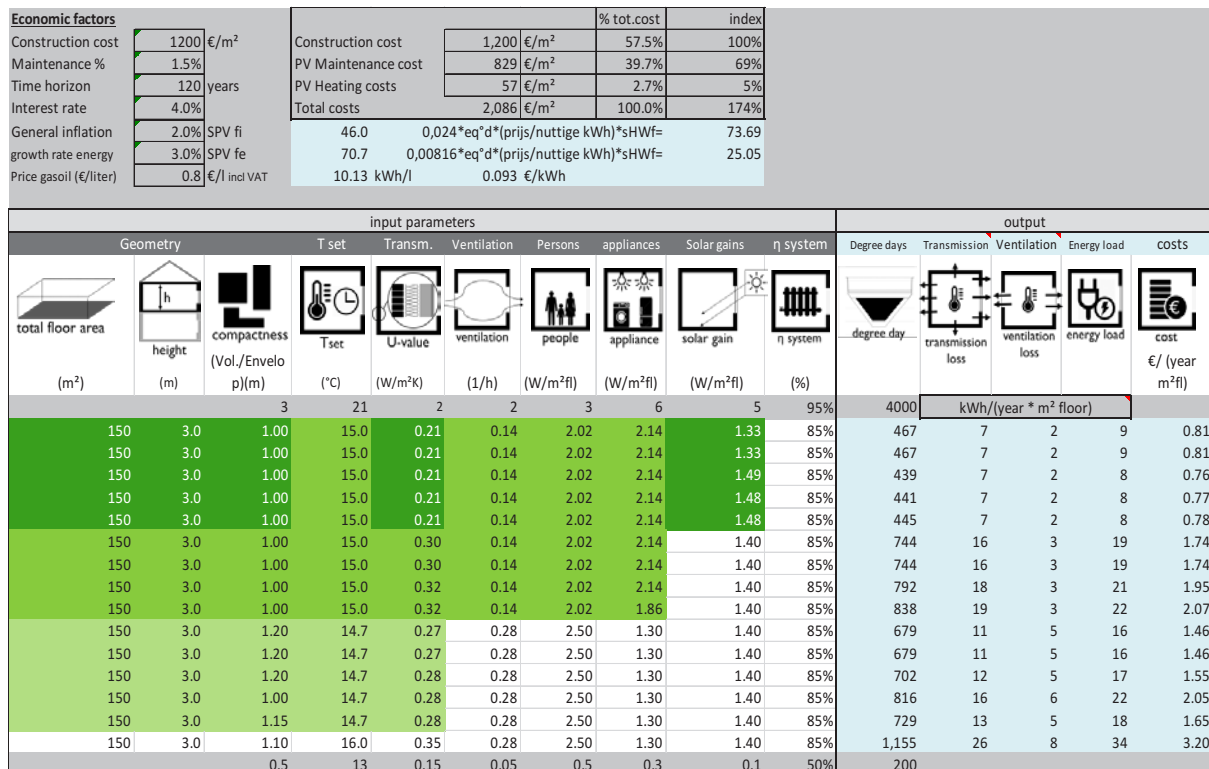 Economic factors % tot.cost index
Construction cost 1200 €/m² Construction cost 1,200 €/m² 57.5% 100%
Maintenance % 1.5% PV Maintenance cost 829 €/m² 39.7% 69%
Time horizon 120 years PV Heating costs 57 €/m² 2.7% 5%
Interest rate 4.0% Total costs 2,086 €/m² 100.0% 174%
General inflation 2.0% SPV fi 46.0 0,024*eq°d*(prijs/nuttige kWh)*sHWf= 73.69
growth rate energy 3.0% SPV fe 70.7 0,00816*eq°d*(prijs/nuttige kWh)*sHWf= 25.05
Price gasoil (€/liter) 0.8 €/l incl VAT 10.13 kWh/l 0.093 €/kWh
input parameters output
Geometry T set Transm. Ventilation Persons appliances Solar gains η system Degree days Transmission Ventilation Energy load costs
h
total floor area height compactness Tset U-value ventilation people appliance solar gain η system degree day transmission loss ventilation loss energy load cost
(Vol./Envelo €/ (year
(m²) (m) p)(m) (°C) (W/m²K) (1/h) (W/m²fl) (W/m²fl) (W/m²fl) (%) m²fl)
3 21 2 2 3 6 5 95% 4000 kWh/(year * m² floor)
150 3.0 1.00 15.0 0.21 0.14 2.02 2.14 1.33 85% 467 7 2 9 0.81
150 3.0 1.00 15.0 0.21 0.14 2.02 2.14 1.33 85% 467 7 2 9 0.81
150 3.0 1.00 15.0 0.21 0.14 2.02 2.14 1.49 85% 439 7 2 8 0.76
150 3.0 1.00 15.0 0.21 0.14 2.02 2.14 1.48 85% 441 7 2 8 0.77
150 3.0 1.00 15.0 0.21 0.14 2.02 2.14 1.48 85% 445 7 2 8 0.78
150 3.0 1.00 15.0 0.30 0.14 2.02 2.14 1.40 85% 744 16 3 19 1.74
150 3.0 1.00 15.0 0.30 0.14 2.02 2.14 1.40 85% 744 16 3 19 1.74
150 3.0 1.00 15.0 0.32 0.14 2.02 2.14 1.40 85% 792 18 3 21 1.95
150 3.0 1.00 15.0 0.32 0.14 2.02 1.86 1.40 85% 838 19 3 22 2.07
150 3.0 1.20 14.7 0.27 0.28 2.50 1.30 1.40 85% 679 11 5 16 1.46
150 3.0 1.20 14.7 0.27 0.28 2.50 1.30 1.40 85% 679 11 5 16 1.46
150 3.0 1.20 14.7 0.28 0.28 2.50 1.30 1.40 85% 702 12 5 17 1.55
150 3.0 1.00 14.7 0.28 0.28 2.50 1.30 1.40 85% 816 16 6 22 2.05
150 3.0 1.15 14.7 0.28 0.28 2.50 1.30 1.40 85% 729 13 5 18 1.65
150 3.0 1.10 16.0 0.35 0.28 2.50 1.30 1.40 85% 1,155 26 8 34 3.20
0.5 13 0.15 0.05 0.5 0.3 0.1 50% 200